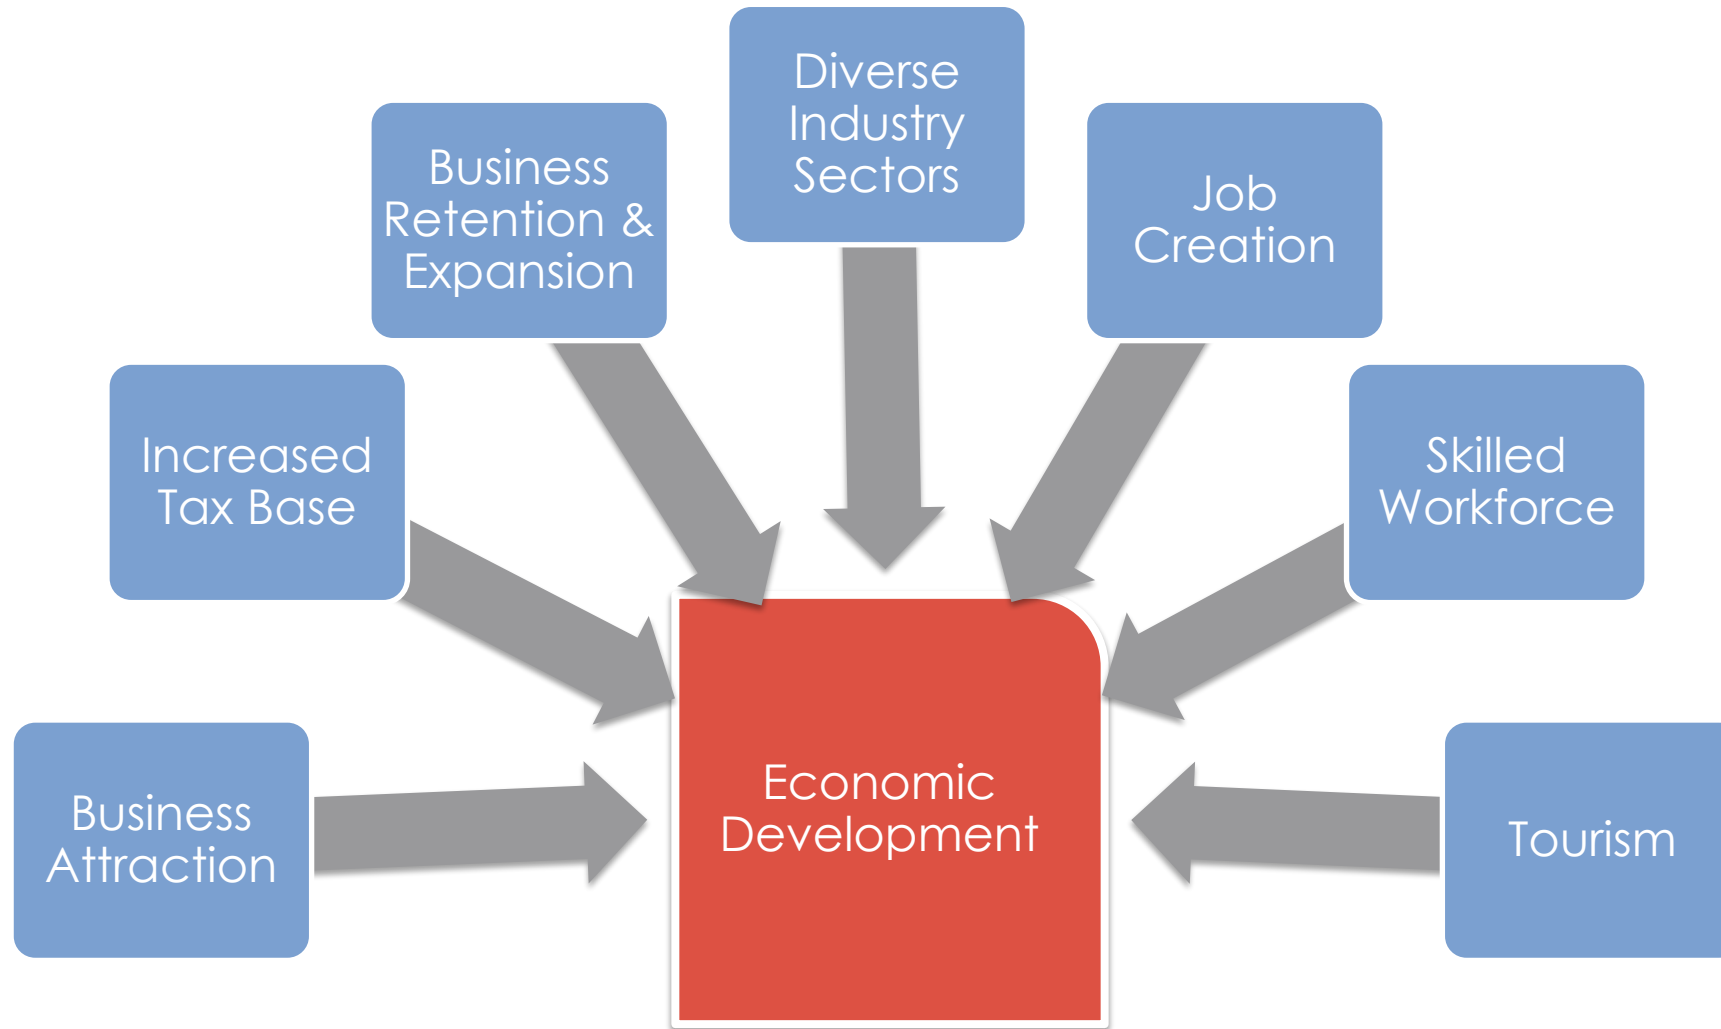 Diverse
Industry
Sectors
Business
Retention &
Expansion
Job
Creation
Increased
Tax Base
Skilled
Workforce
Business
Attraction
Economic
Development
Tourism